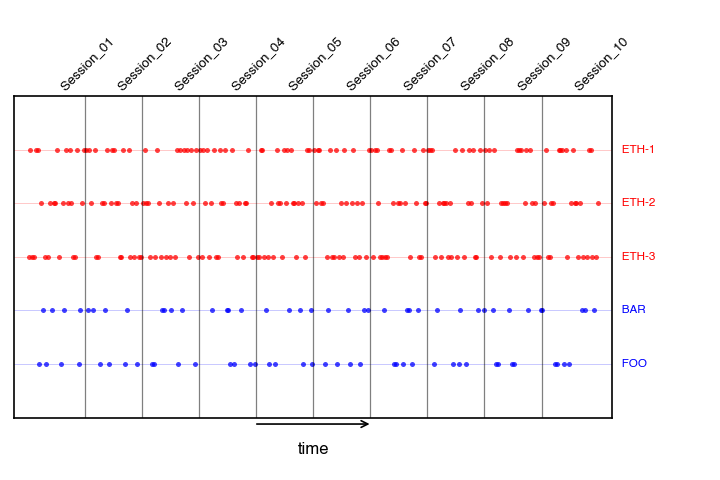 Session_01
Session_02
Session_03
Session_04
Session_05
Session_06
Session_07
Session_08
Session_09
Session_10
ETH-1
ETH-2
ETH-3
BAR
FOO
time